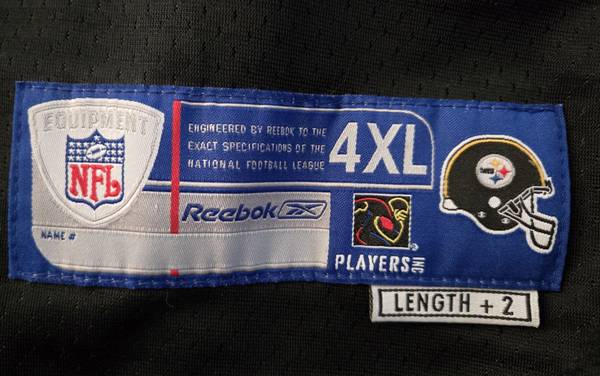 EQUIPMENT
NFL
NAME #
ENGINEERED BY REEBOK TO THE
EXACT SPECIFICATIONS OF THE
NATIONAL FOOTBALL LEAGUE
4XL
Reebok
PLAYERS INC
LENGTH + 2